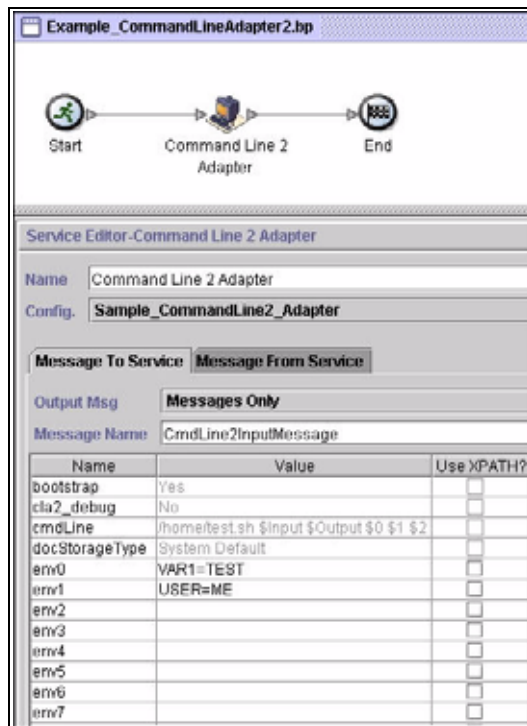 Example_CommandLineAdapter2.bp
Start
Command Line 2 Adapter
End
Service Editor-Command Line 2 Adapter
Name Command Line 2 Adapter
Config. Sample_CommandLine2_Adapter
Message To Service Message From Service
Output Msg Messages Only
Message Name CmdLine2InputMessage
Name Value Use XPATH?
bootstrap Yes
cla2_debug No
cmdLine /home/test.sh $Input $Output $0 $1 $2
docStorageType System Default
env0 VAR1=TEST
env1 USER=ME
env2
env3
env4
env5
env6
env7